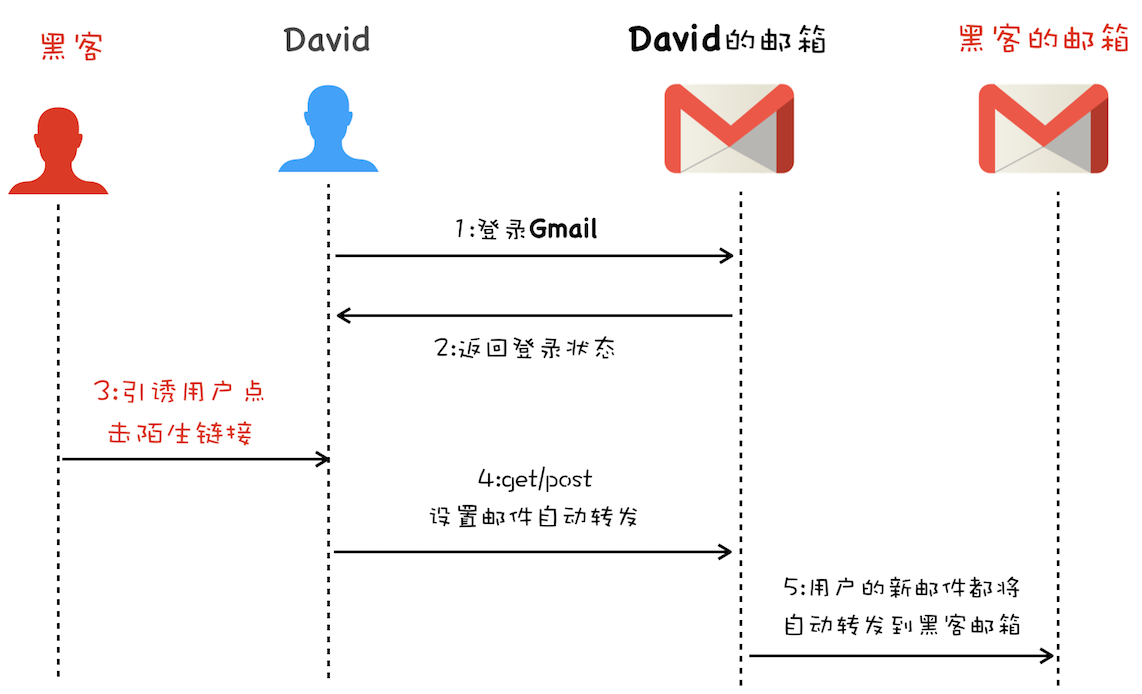 黑客
David
David的邮箱
黑客的邮箱
1:登录Gmail
2:返回登录状态
3:引诱用户点
击陌生链接
4:get/post
设置邮件自动转发
5:用户的新邮件都将
自动转发到黑客邮箱